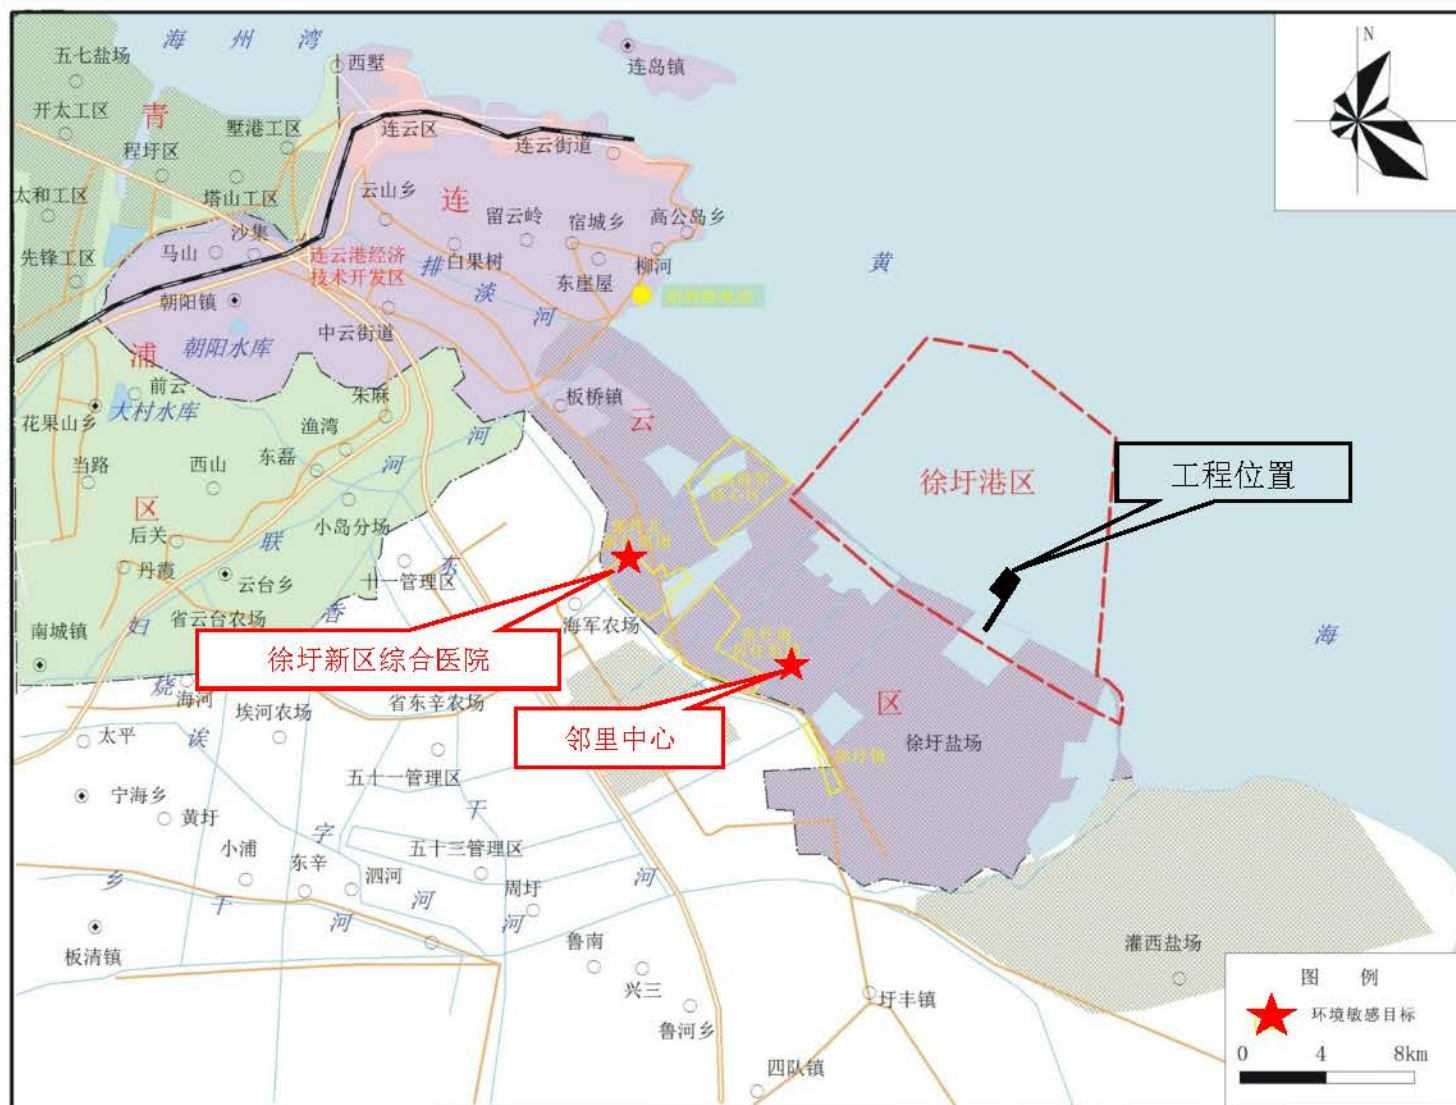 海州湾
五七盐场
西墅
连岛镇
N
开太工区
青
墅港工区
连云区
连云街道
程圩区
太和工区
塔山工区
云山乡
连
留云岭
宿城乡
高公岛乡
马山
沙集
连云港经济
技术开发区
排淡河
白果树
柳河
东崖屋
黄
先锋工区
朝阳镇
中云街道
朝阳水库
浦
前云
大村水库
朱麻
板桥镇
花果山乡
渔湾
云
河
当路
西山
东磊
河
徐圩港区
工程位置
区
小岛分场
后关
联
丹霞
云台乡
十一管理区
东
海
南城镇
妇
省云台农场
香
海军农场
徐圩新区综合医院
烧
海河
埃河农场
省东辛农场
邻里中心
区
徐圩盐场
太平
五十一管理区
宁海乡
黄圩
字
干
小浦
东辛
泗河
五十三管理区
周圩
河
乡
干
河
河
河
板清镇
鲁南
灌西盐场
兴三
圩丰镇
鲁河乡
四队镇
图 例
环境敏感目标
0 4 8km